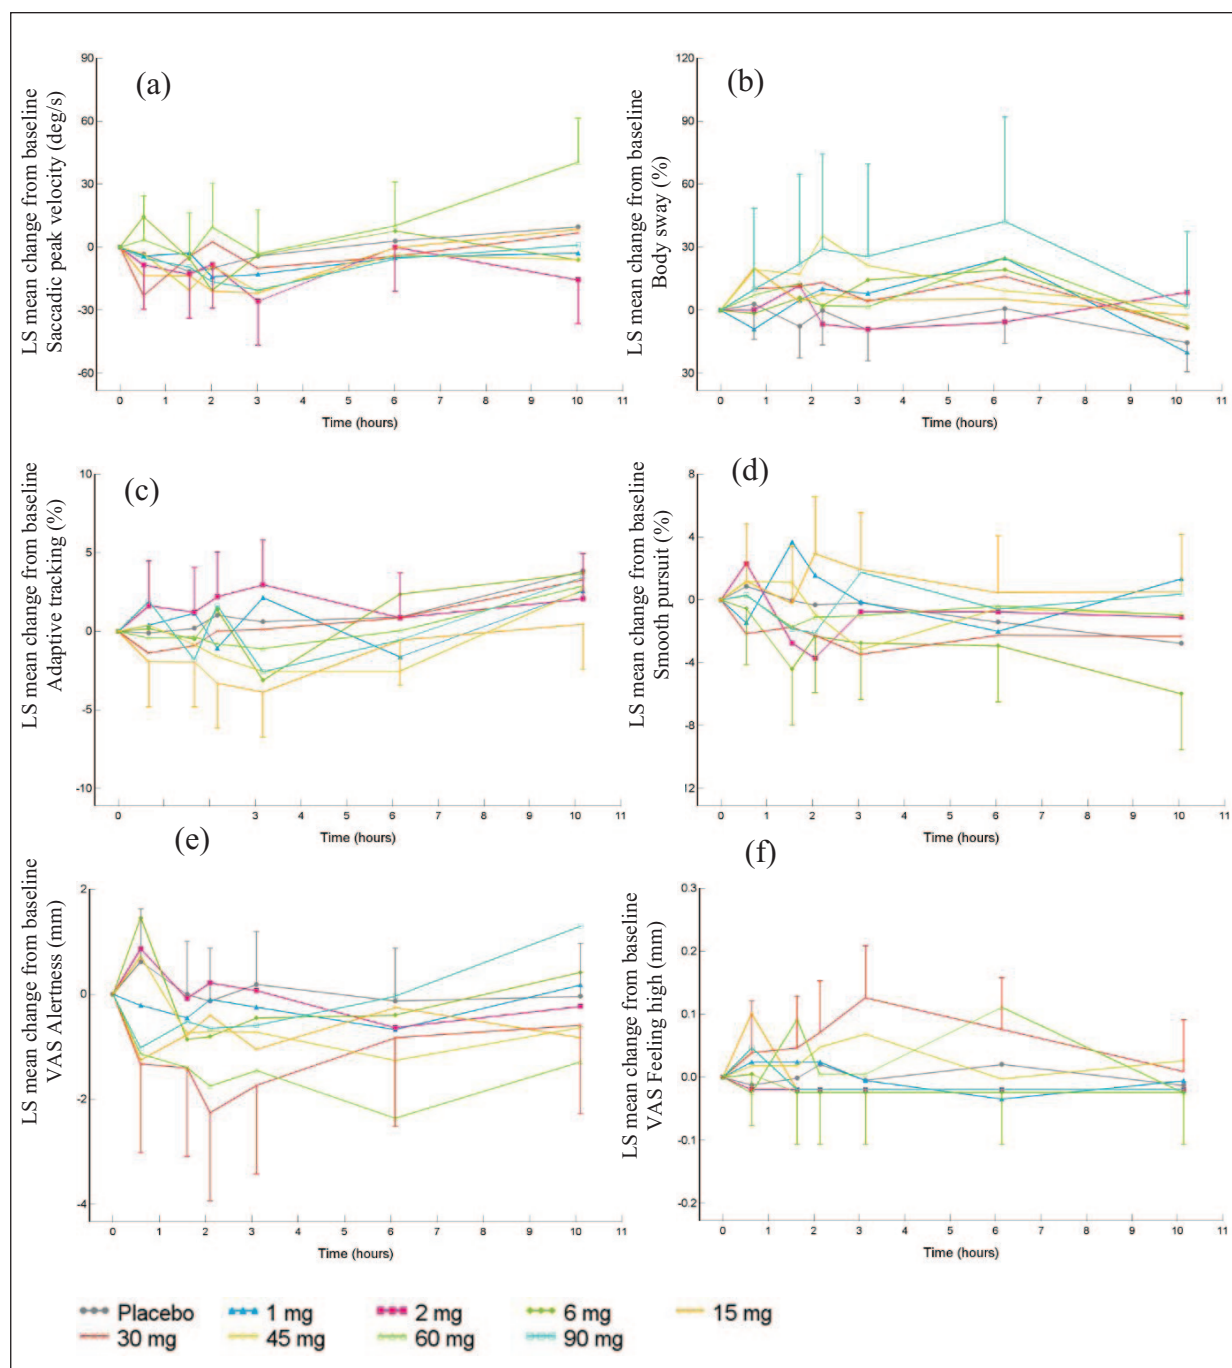 (a)
LS mean change from baseline
Saccadic peak velocity (deg/s)
90
60
30
0
-30
-60
0 1 2 3 4 5 6 7 8 9 10 11
Time (hours)
(b)
LS mean change from baseline
Body sway (%)
120
90
60
30
0
30
0 1 2 3 4 5 6 7 8 9 10 11
Time (hours)
(c)
LS mean change from baseline
Adaptive tracking (%)
10
5
0
-5
-10
0 3 4 5 6 7 8 9 10 11
Time (hours)
(d)
LS mean change from baseline
Smooth pursuit (%)
8
4
0
-4
-8
12
0 1 2 3 4 5 6 7 8 9 10 11
Time (hours)
(e)
LS mean change from baseline
VAS Alertness (mm)
2
0
-2
-4
0 1 2 3 4 5 6 7 8 9 10 11
Time (hours)
(f)
LS mean change from baseline
VAS Feeling high (mm)
0.3
0.2
0.1
0.0
-0.1
-0.2
0 1 2 3 4 5 6 7 8 9 10 11
Time (hours)
Placebo 1 mg 2 mg 6 mg 15 mg
30 mg 45 mg 60 mg 90 mg